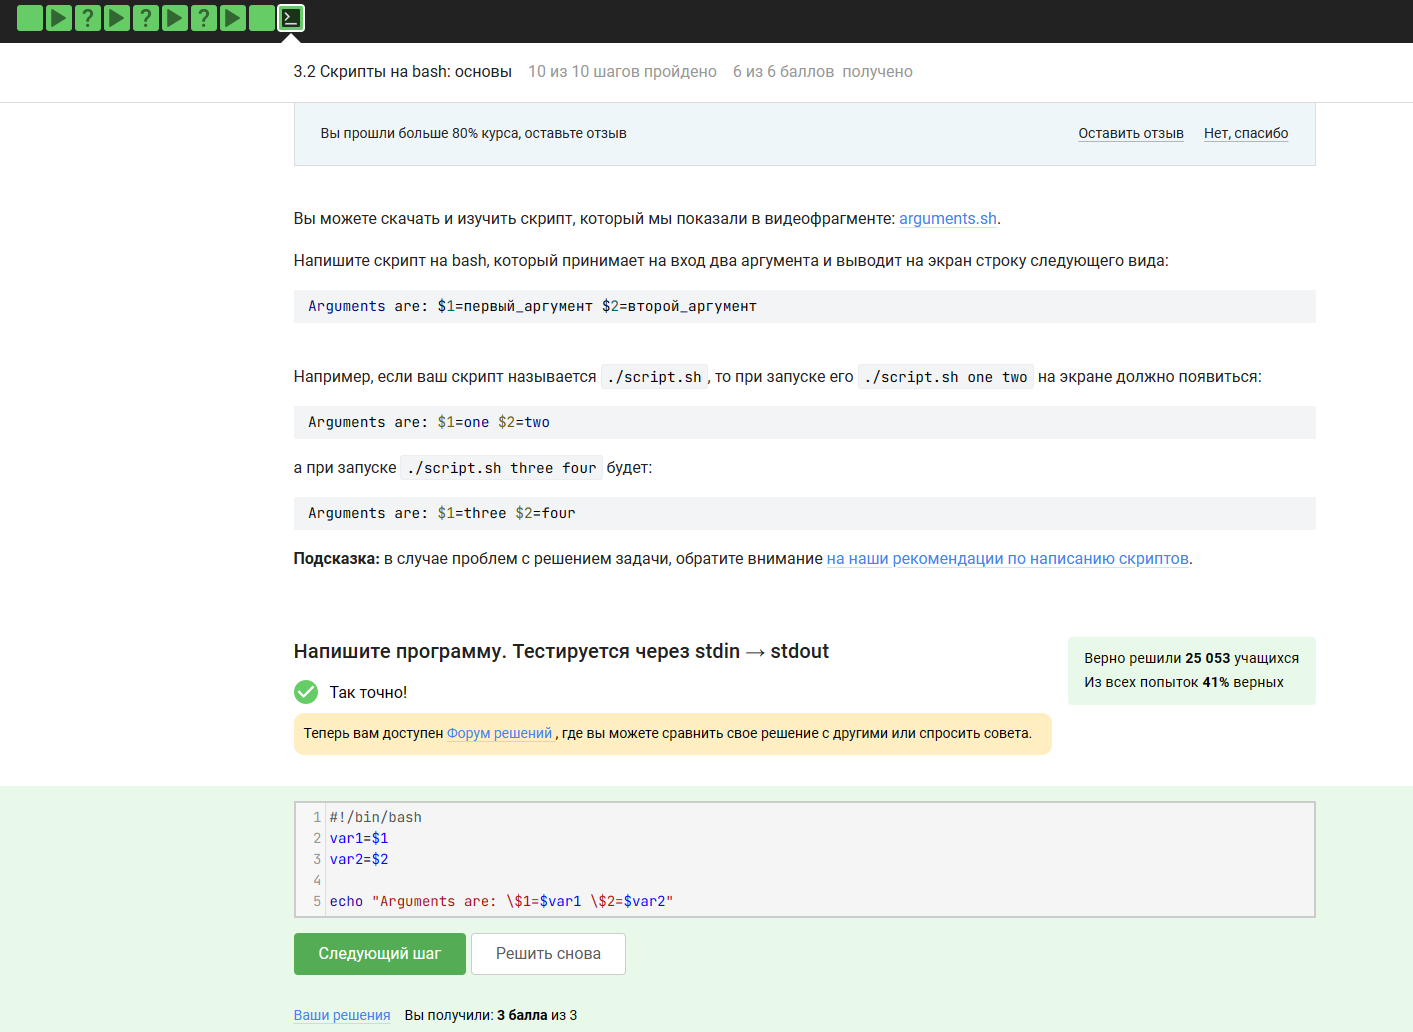 3.2 Скрипты на bash: основы 10 из 10 шагов пройдено 6 из 6 баллов получено
Вы прошли больше 80% курса, оставьте отзыв Оставить отзыв Нет, спасибо
Вы можете скачать и изучить скрипт, который мы показали в видеофрагменте: arguments.sh.
Напишите скрипт на bash, который принимает на вход два аргумента и выводит на экран строку следующего вида:
Arguments are: $1=первый_аргумент $2=второй_аргумент
Например, если ваш скрипт называется ./script.sh, то при запуске его ./script.sh one two на экране должно появиться:
Arguments are: $1=one $2=two
а при запуске ./script.sh three four будет:
Arguments are: $1=three $2=four
Подсказка: в случае проблем с решением задачи, обратите внимание на наши рекомендации по написанию скриптов.
Напишите программу. Тестируется через stdin → stdout
Верно решили 25 053 учащихся
Из всех попыток 41% верных
Так точно!
Теперь вам доступен Форум решений , где вы можете сравнить свое решение с другими или спросить совета.
1 #!/bin/bash
2 var1=$1
3 var2=$2
4
5 echo "Arguments are: \$1=$var1 \$2=$var2"
Следующий шаг Решить снова
Ваши решения Вы получили: 3 балла из 3